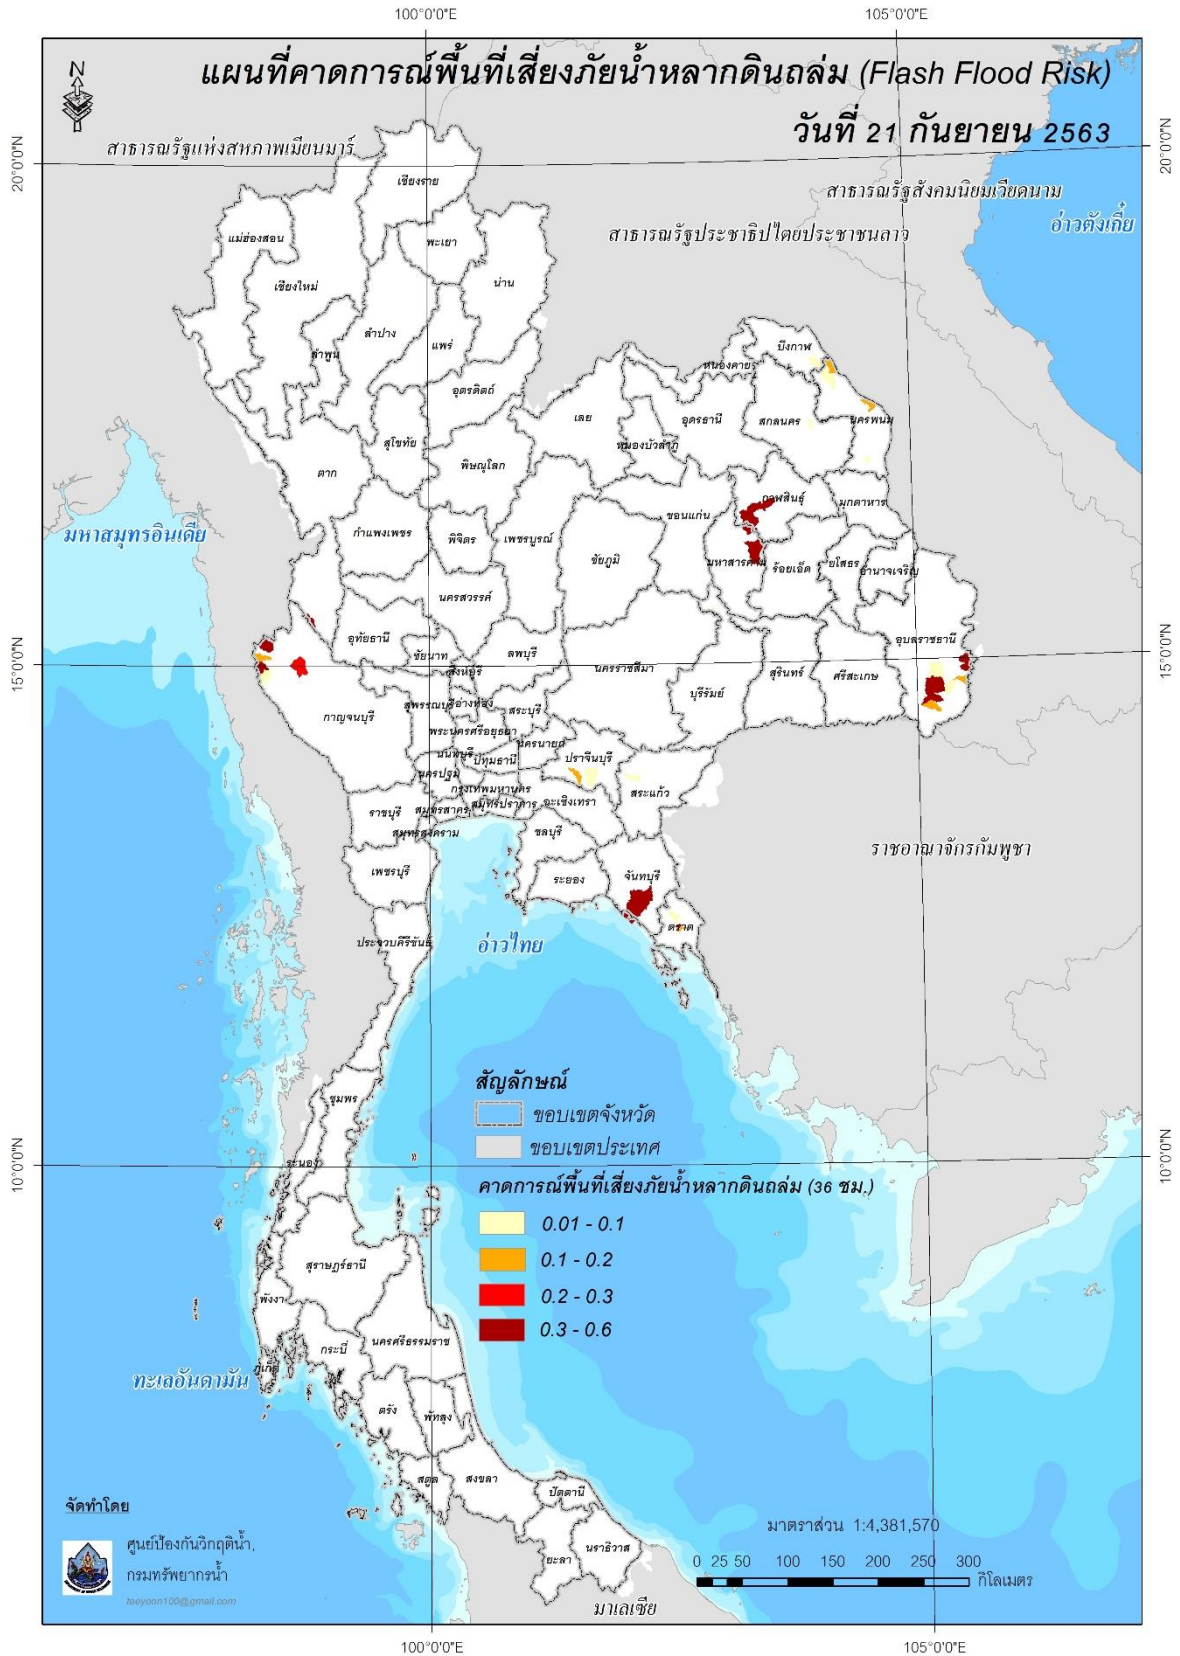 100°0'0"E
105°0'0"E
แผนที่คาดการณ์พื้นที่เสี่ยงภัยน้ำหลากดินถล่ม (Flash Flood Risk)
วันที่ 21 กันยายน 2563
N
20°0'0"N
20°0'0"N
สาธารณรัฐแห่งสหภาพเมียนมาร์
สาธารณรัฐสังคมนิยมเวียดนาม
สาธารณรัฐประชาธิปไตยประชาชนลาว
อ่าวตังเกี๋ย
เชียงราย
แม่ฮ่องสอน
พะเยา
น่าน
เชียงใหม่
ลำปาง
แพร่
ลำพูน
อุตรดิตถ์
บึงกาฬ
หนองคาย
เลย
อุดรธานี
สกลนคร
นครพนม
หนองบัวลำภู
สุโขทัย
ตาก
พิษณุโลก
กาฬสินธุ์
มุกดาหาร
ขอนแก่น
กำแพงเพชร
พิจิตร
เพชรบูรณ์
ชัยภูมิ
มหาสารคาม
ร้อยเอ็ด
ยโสธร
อำนาจเจริญ
มหาสมุทรอินเดีย
นครสวรรค์
อุทัยธานี
ชัยนาท
ลพบุรี
สิงห์บุรี
นครราชสีมา
บุรีรัมย์
สุรินทร์
ศรีสะเกษ
อุบลราชธานี
15°0'0"N
15°0'0"N
กาญจนบุรี
สุพรรณบุรี
อ่างทอง
สระบุรี
พระนครศรีอยุธยา
นครนายก
นนทบุรี
ปทุมธานี
ปราจีนบุรี
นครปฐม
กรุงเทพมหานคร
สระแก้ว
ฉะเชิงเทรา
ราชบุรี
สมุทรสาคร
สมุทรปราการ
สมุทรสงคราม
ชลบุรี
เพชรบุรี
ระยอง
จันทบุรี
ตราด
ราชอาณาจักรกัมพูชา
ประจวบคีรีขันธ์
อ่าวไทย
สัญลักษณ์
ขอบเขตจังหวัด
ขอบเขตประเทศ
คาดการณ์พื้นที่เสี่ยงภัยน้ำหลากดินถล่ม (36 ชม.)
0.01 - 0.1
0.1 - 0.2
0.2 - 0.3
0.3 - 0.6
10°0'0"N
10°0'0"N
ชุมพร
ระนอง
สุราษฎร์ธานี
พังงา
นครศรีธรรมราช
กระบี่
ภูเก็ต
ทะเลอันดามัน
ตรัง
พัทลุง
สตูล
สงขลา
ปัตตานี
ยะลา
นราธิวาส
มาเลเซีย
จัดทำโดย
ศูนย์ป้องกันวิกฤติน้ำ,
กรมทรัพยากรน้ำ
teeyoon100@gmail.com
มาตราส่วน 1:4,381,570
0 25 50 100 150 200 250 300
กิโลเมตร
100°0'0"E
105°0'0"E